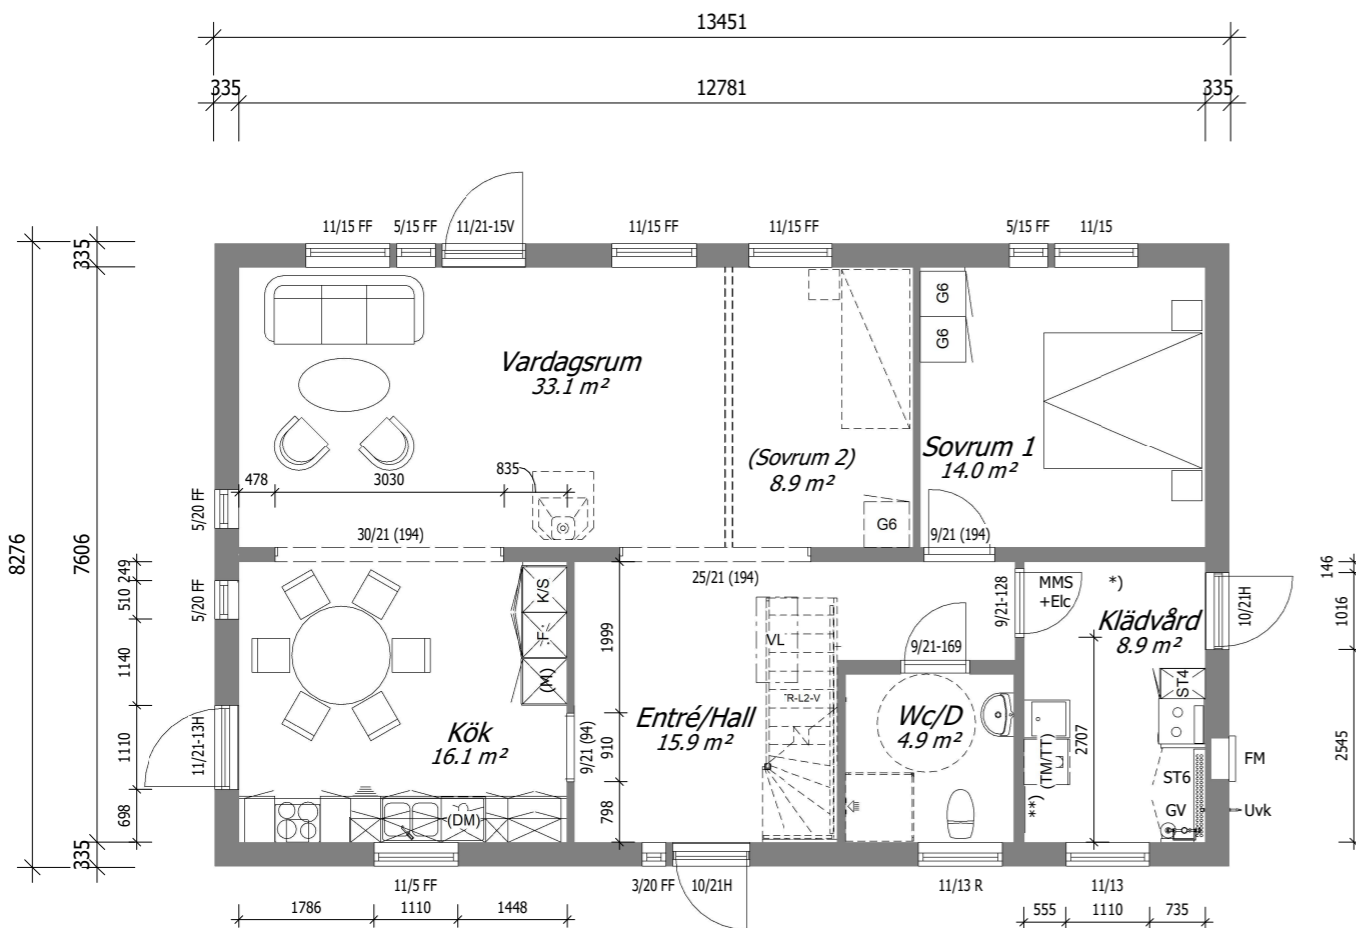 13451
335
12781
335
11/15 FF
5/15 FF
11/21-15V
11/15 FF
11/15 FF
5/15 FF
11/15
8276
335
7606
335
249
510
1140
1110
698
5/20 FF
5/20 FF
11/21-13H
G6
G6
Vardagsrum
33.1 m²
(Sovrum 2)
8.9 m²
Sovrum 1
14.0 m²
478
3030
835
G6
30/21 (194)
25/21 (194)
9/21 (194)
K/S
F
(M)
1999
910
798
9/21 (94)
VL
R-L2-V
9/21-169
9/21-128
MMS
+Elc
*)
Klädvård
8.9 m²
10/21H
146
1016
2545
Kök
16.1 m²
Entré/Hall
15.9 m²
Wc/D
4.9 m²
2707
ST4
(TM/TT)
**)
ST6
GV
FM
Uvk
(DM)
11/5 FF
3/20 FF
10/21H
11/13 R
11/13
1786
1110
1448
555
1110
735